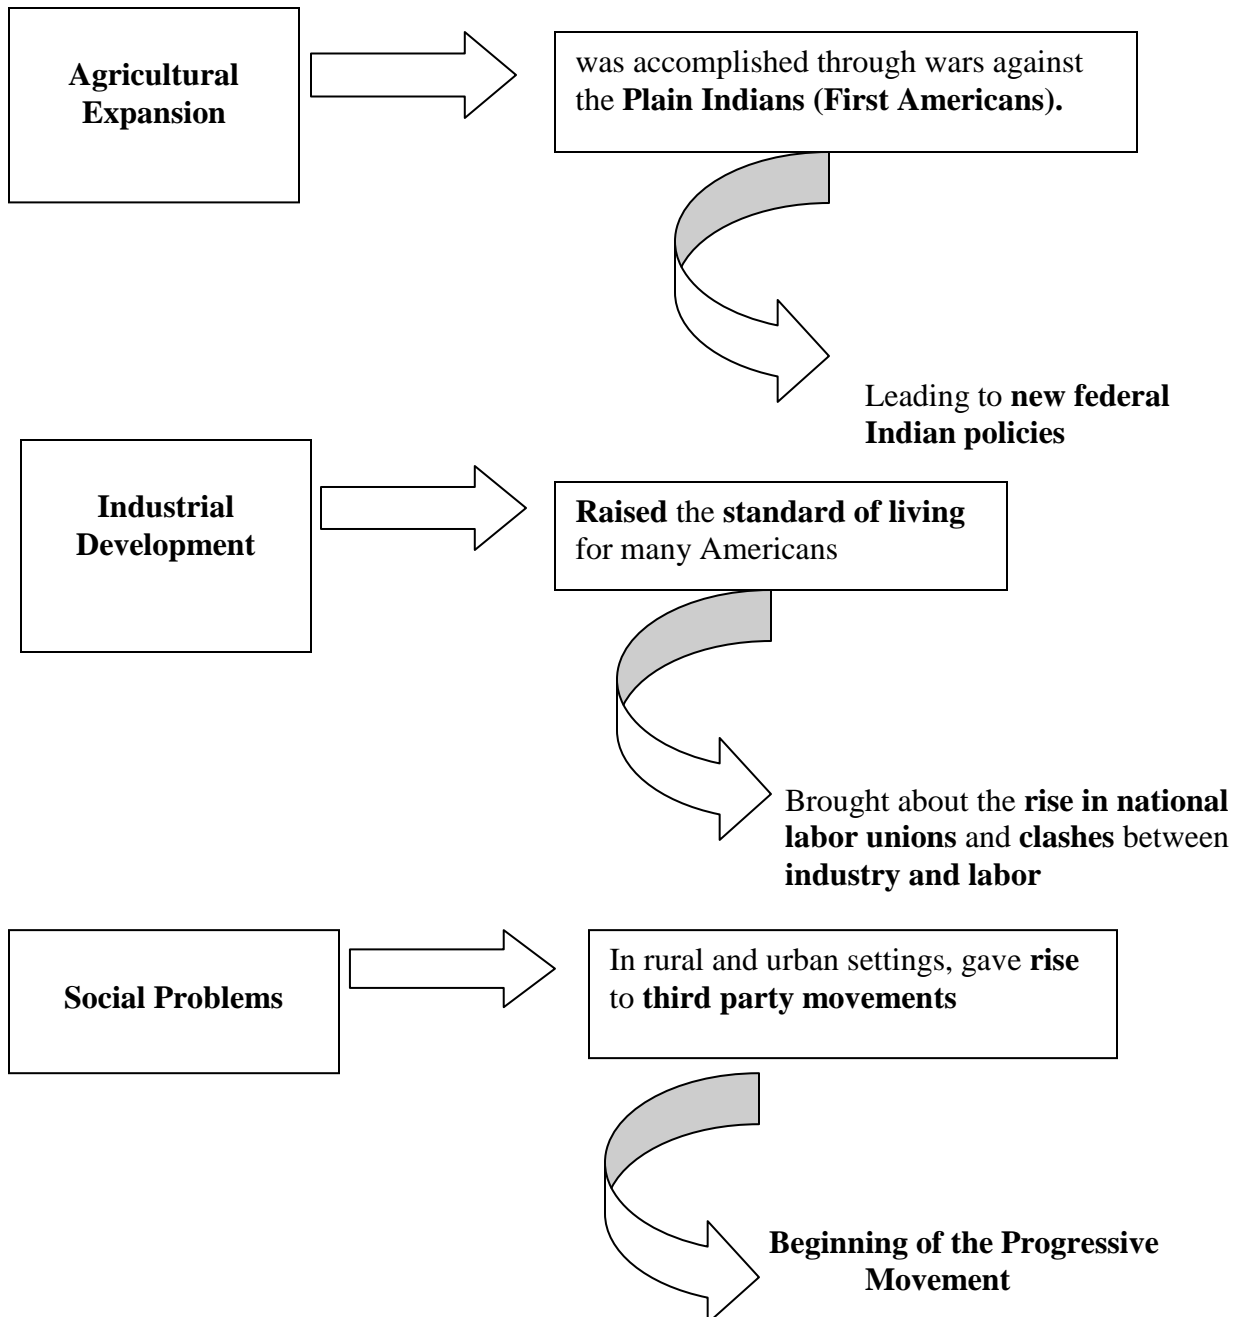 Agricultural
Expansion
was accomplished through wars against
the Plain Indians (First Americans).
Leading to new federal
Indian policies
Industrial
Development
Raised the standard of living
for many Americans
Brought about the rise in national
labor unions and clashes between
industry and labor
Social Problems
In rural and urban settings, gave rise
to third party movements
Beginning of the Progressive
Movement